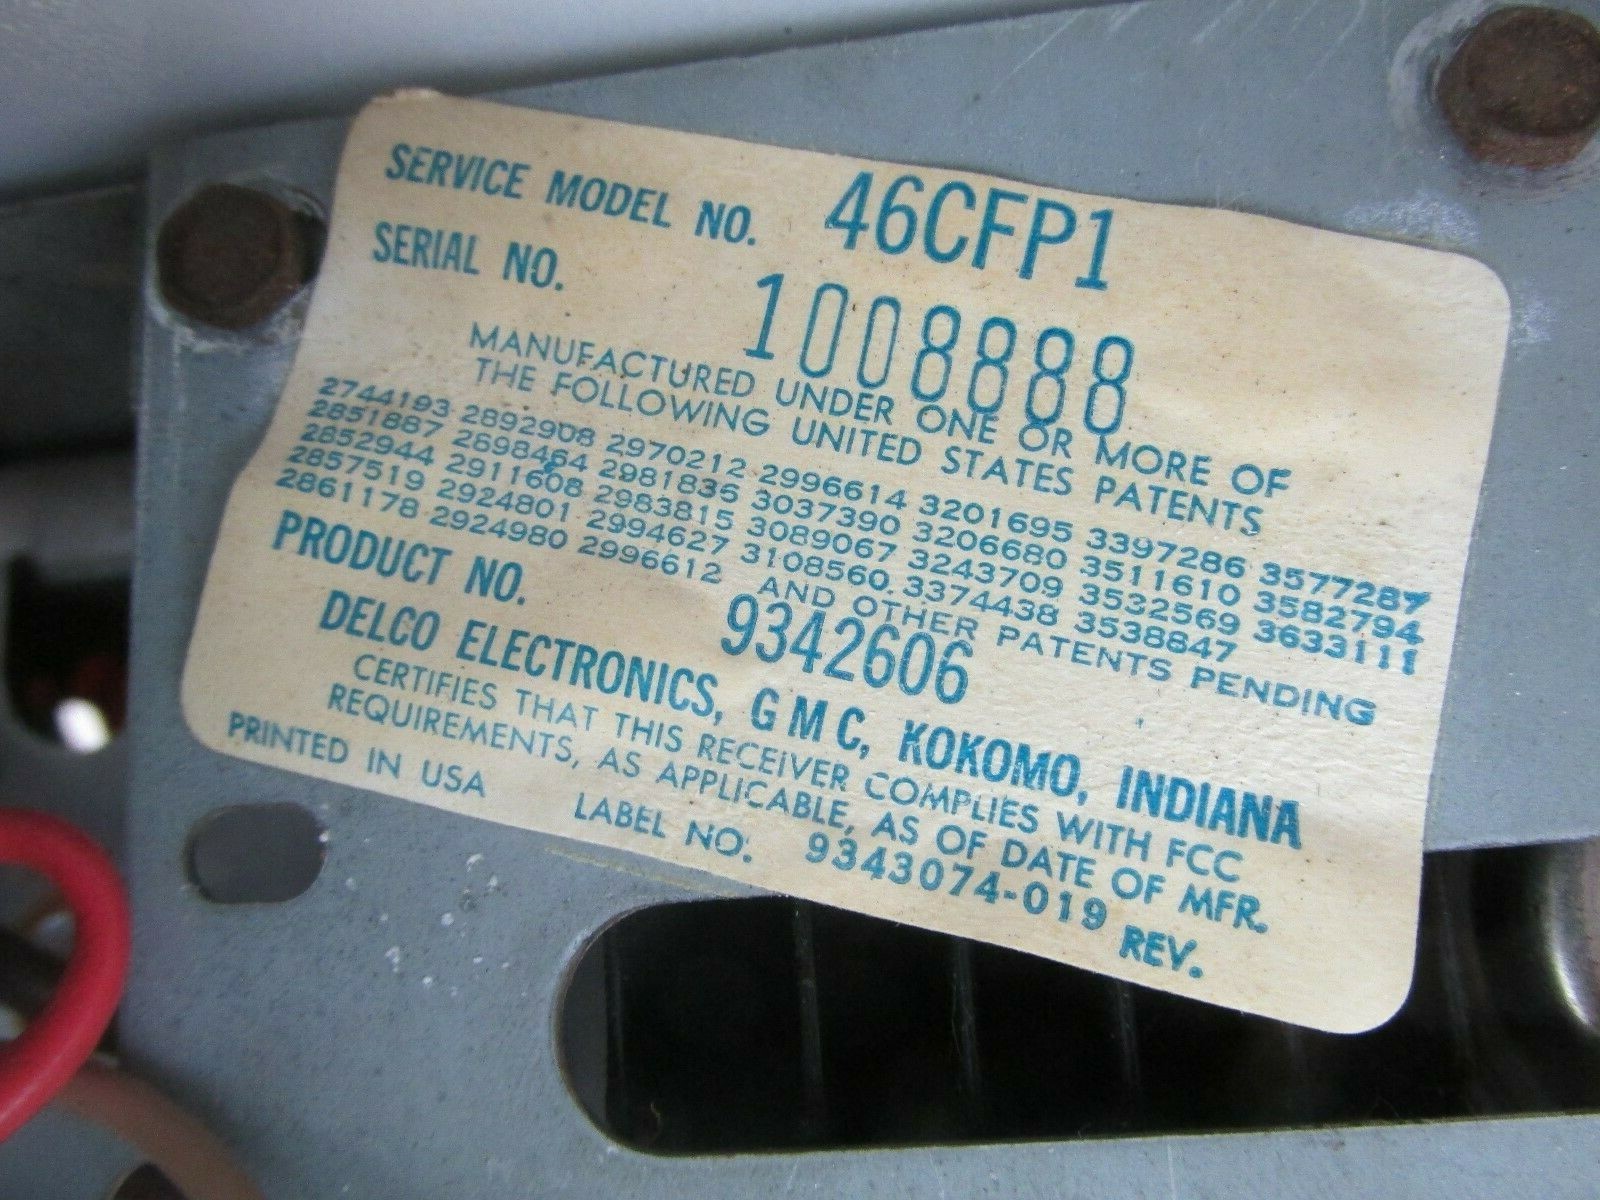 SERVICE MODEL NO. 46CFP1
SERIAL NO. 1008888
MANUFACTURED UNDER ONE OR MORE OF
THE FOLLOWING UNITED STATES PATENTS
2744193 2892908 2970212 2996614 3201695 3397286 3577287
2851887 2698464 2981835 3037390 3206680 3511610 3582794
2852944 2911608 2983815 3089067 3243709 3532569 3633111
2857519 2924801 2994627 3108560. 3374438 3538847
2861178 2924980 2996612 AND OTHER PATENTS PENDING
PRODUCT NO. 9342606
DELCO ELECTRONICS, GMC, KOKOMO, INDIANA
CERTIFIES THAT THIS RECEIVER COMPLIES WITH FCC
REQUIREMENTS, AS APPLICABLE, AS OF DATE OF MFR.
PRINTED IN USA LABEL NO. 9343074-019 REV.